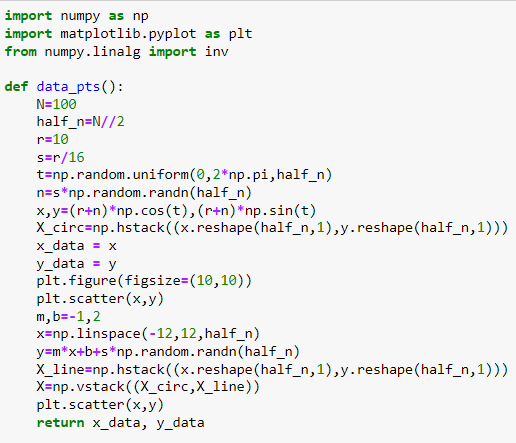 import numpy as np
import matplotlib.pyplot as plt
from numpy.linalg import inv
def data_pts():
    N=100
    half_n=N//2
    r=10
    s=r/16
    t=np.random.uniform(0,2*np.pi,half_n)
    n=s*np.random.randn(half_n)
    x,y=(r+n)*np.cos(t),(r+n)*np.sin(t)
    X_circ=np.hstack((x.reshape(half_n,1),y.reshape(half_n,1)))
    x_data = x
    y_data = y
    plt.figure(figsize=(10,10))
    plt.scatter(x,y)
    m,b=-1,2
    x=np.linspace(-12,12,half_n)
    y=m*x+b+s*np.random.randn(half_n)
    X_line=np.hstack((x.reshape(half_n,1),y.reshape(half_n,1)))
    X=np.vstack((X_circ,X_line))
    plt.scatter(x,y)
    return x_data, y_data